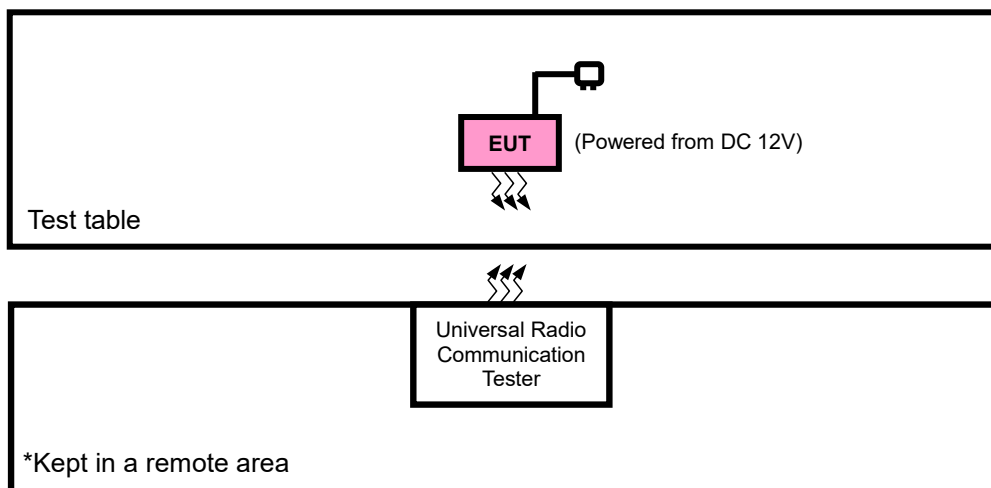 EUT
(Powered from DC 12V)
Test table
Universal Radio
Communication
Tester
*Kept in a remote area